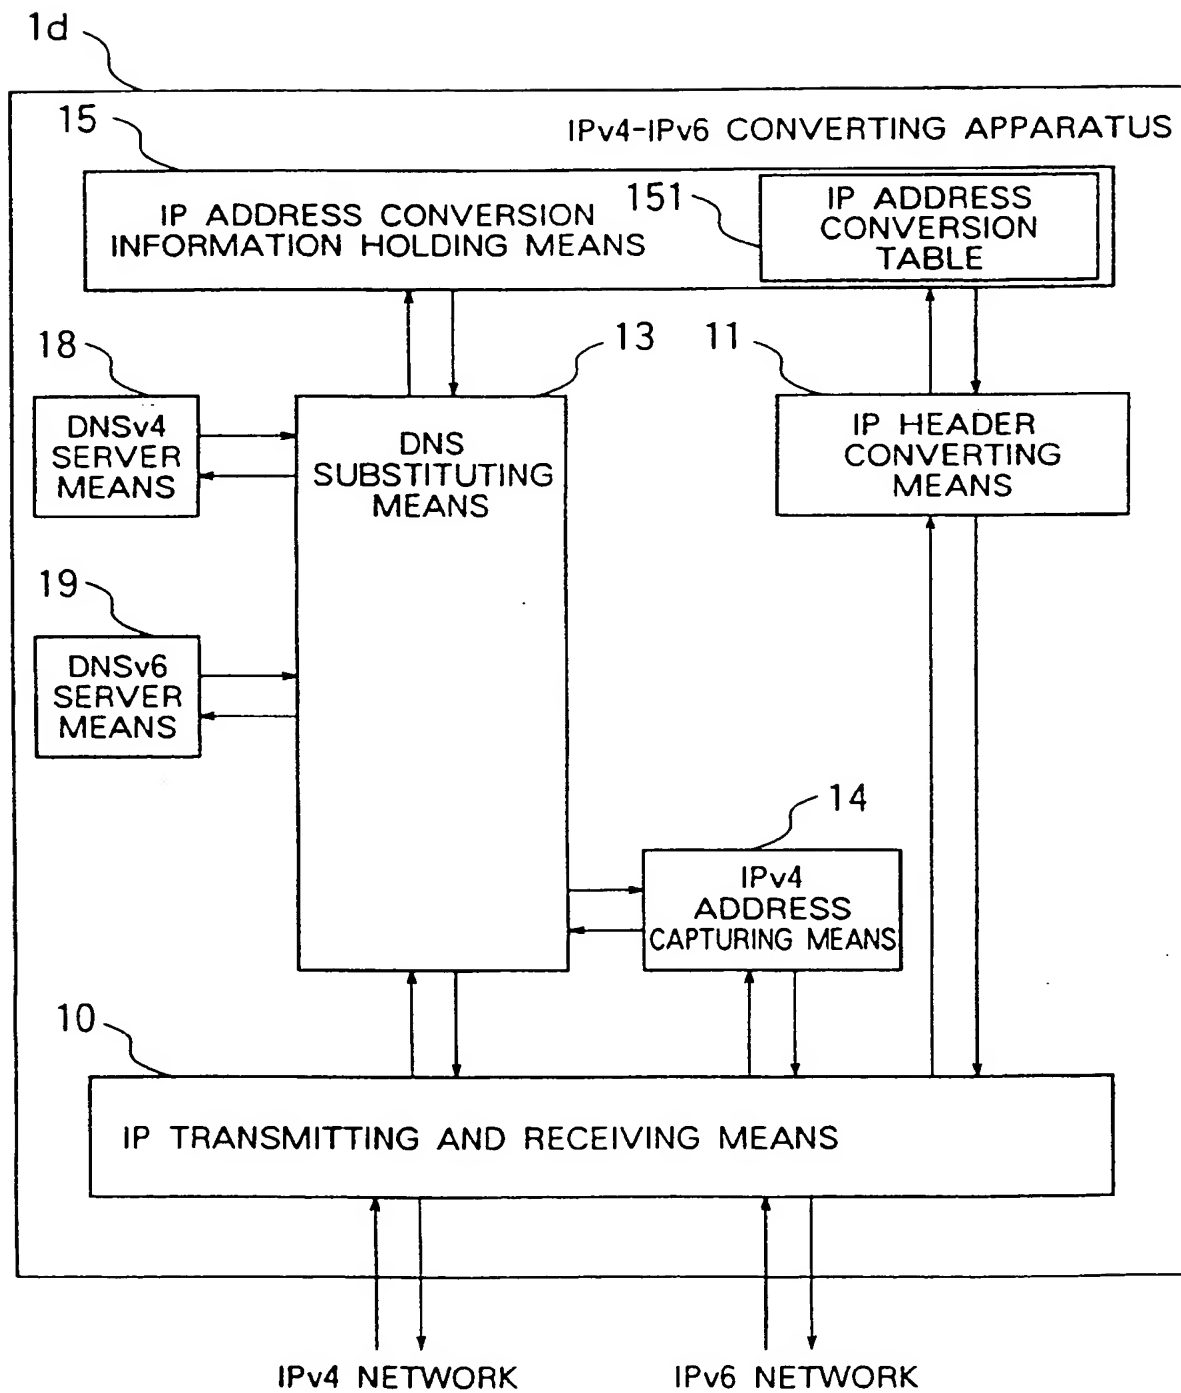 1d
15
IPv4-IPv6 CONVERTING APPARATUS
IP ADDRESS CONVERSION
INFORMATION HOLDING MEANS
151
IP ADDRESS
CONVERSION
TABLE
18
13
11
DNSv4
SERVER
MEANS
DNS
SUBSTITUTING
MEANS
IP HEADER
CONVERTING
MEANS
19
DNSv6
SERVER
MEANS
14
IPv4
ADDRESS
CAPTURING MEANS
10
IP TRANSMITTING AND RECEIVING MEANS
IPv4 NETWORK
IPv6 NETWORK